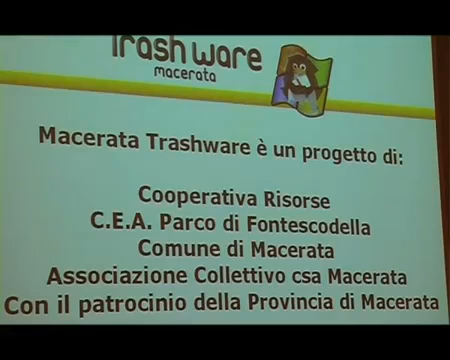 Trash ware
macerata
Macerata Trashware è un progetto di:
Cooperativa Risorse
C.E.A. Parco di Fontescodella
Comune di Macerata
Associazione Collettivo csa Macerata
Con il patrocinio della Provincia di Macerata